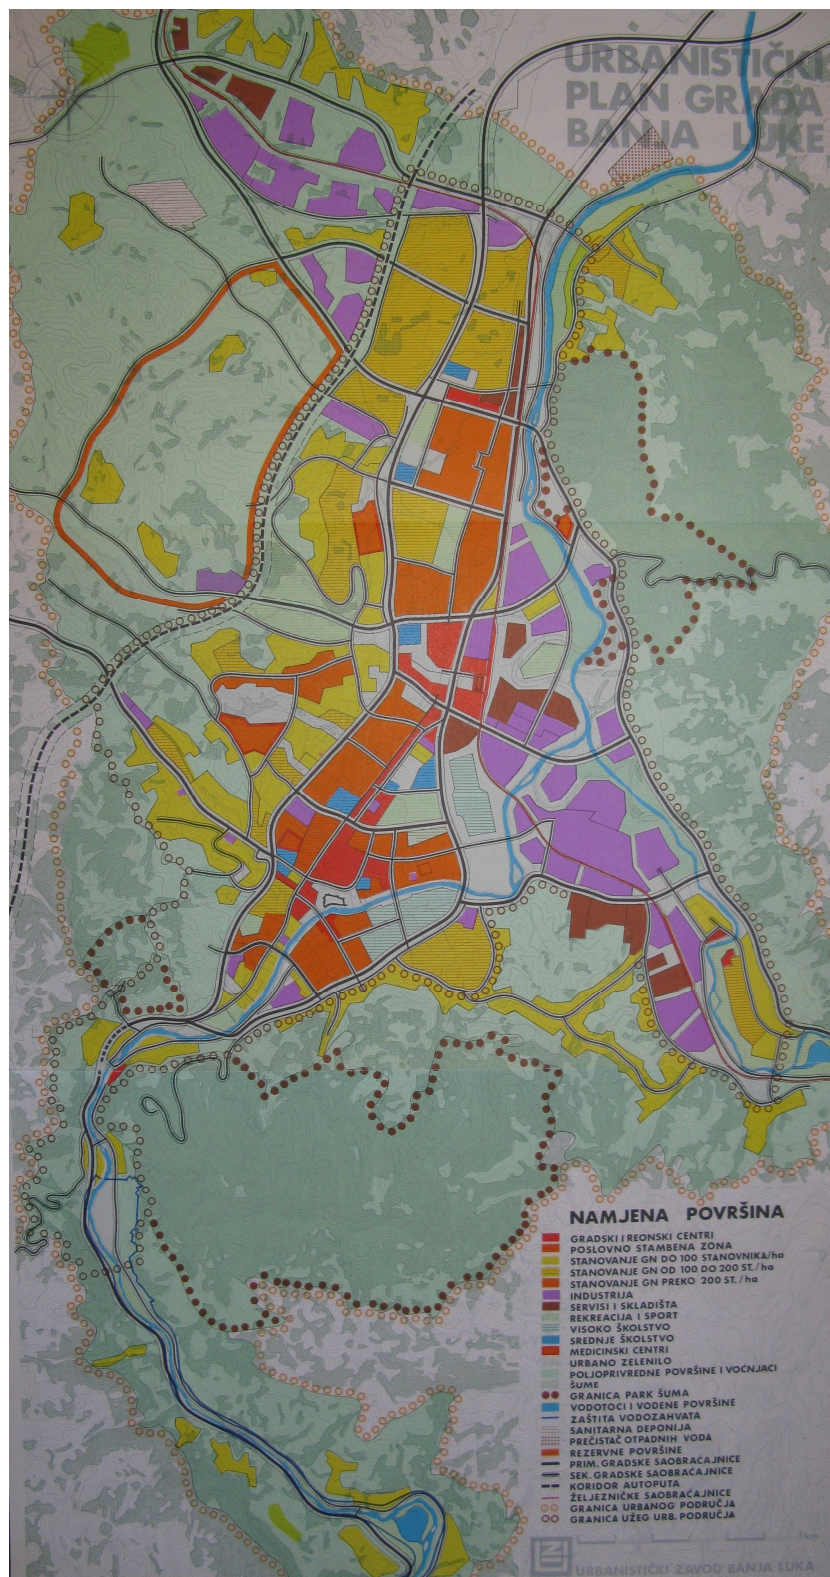 URBANISTIČKI
PLAN GRADA
BANJA LUKE
NAMJENA POVRŠINA
GRADSKI I REONSKI CENTRI
POSLOVNO STAMBENA ZONA
STANOVANJE GN DO 100 STANOVNIKA/ha
STANOVANJE GN OD 100 DO 200 ST./ha
STANOVANJE GN PREKO 200 ST./ha
INDUSTRIJA
SERVISI I SKLADIŠTA
REKREACIJA I SPORT
VISOKO ŠKOLSTVO
SREDNJE ŠKOLSTVO
MEDICINSKI CENTRI
URBANO ZELENILO
POLJOPRIVREDNE POVRŠINE I VOĆNJACI
ŠUME
GRANICA PARK ŠUMA
VODOTOCI I VODENE POVRŠINE
ZAŠTITA VODOZAHVATA
SANITARNA DEPONIJA
PREČISTAČ OTPADNIH VODA
REZERVNE POVRŠINE
PRIM. GRADSKE SAOBRAĆAJNICE
SEK. GRADSKE SAOBRAĆAJNICE
KORIDOR AUTOPUTA
ŽELJEZNIČKE SAOBRAĆAJNICE
GRANICA URBANOG PODRUČJA
GRANICA UŽEG URB. PODRUČJA
URBANISTIČKI ZAVOD BANJA LUKA